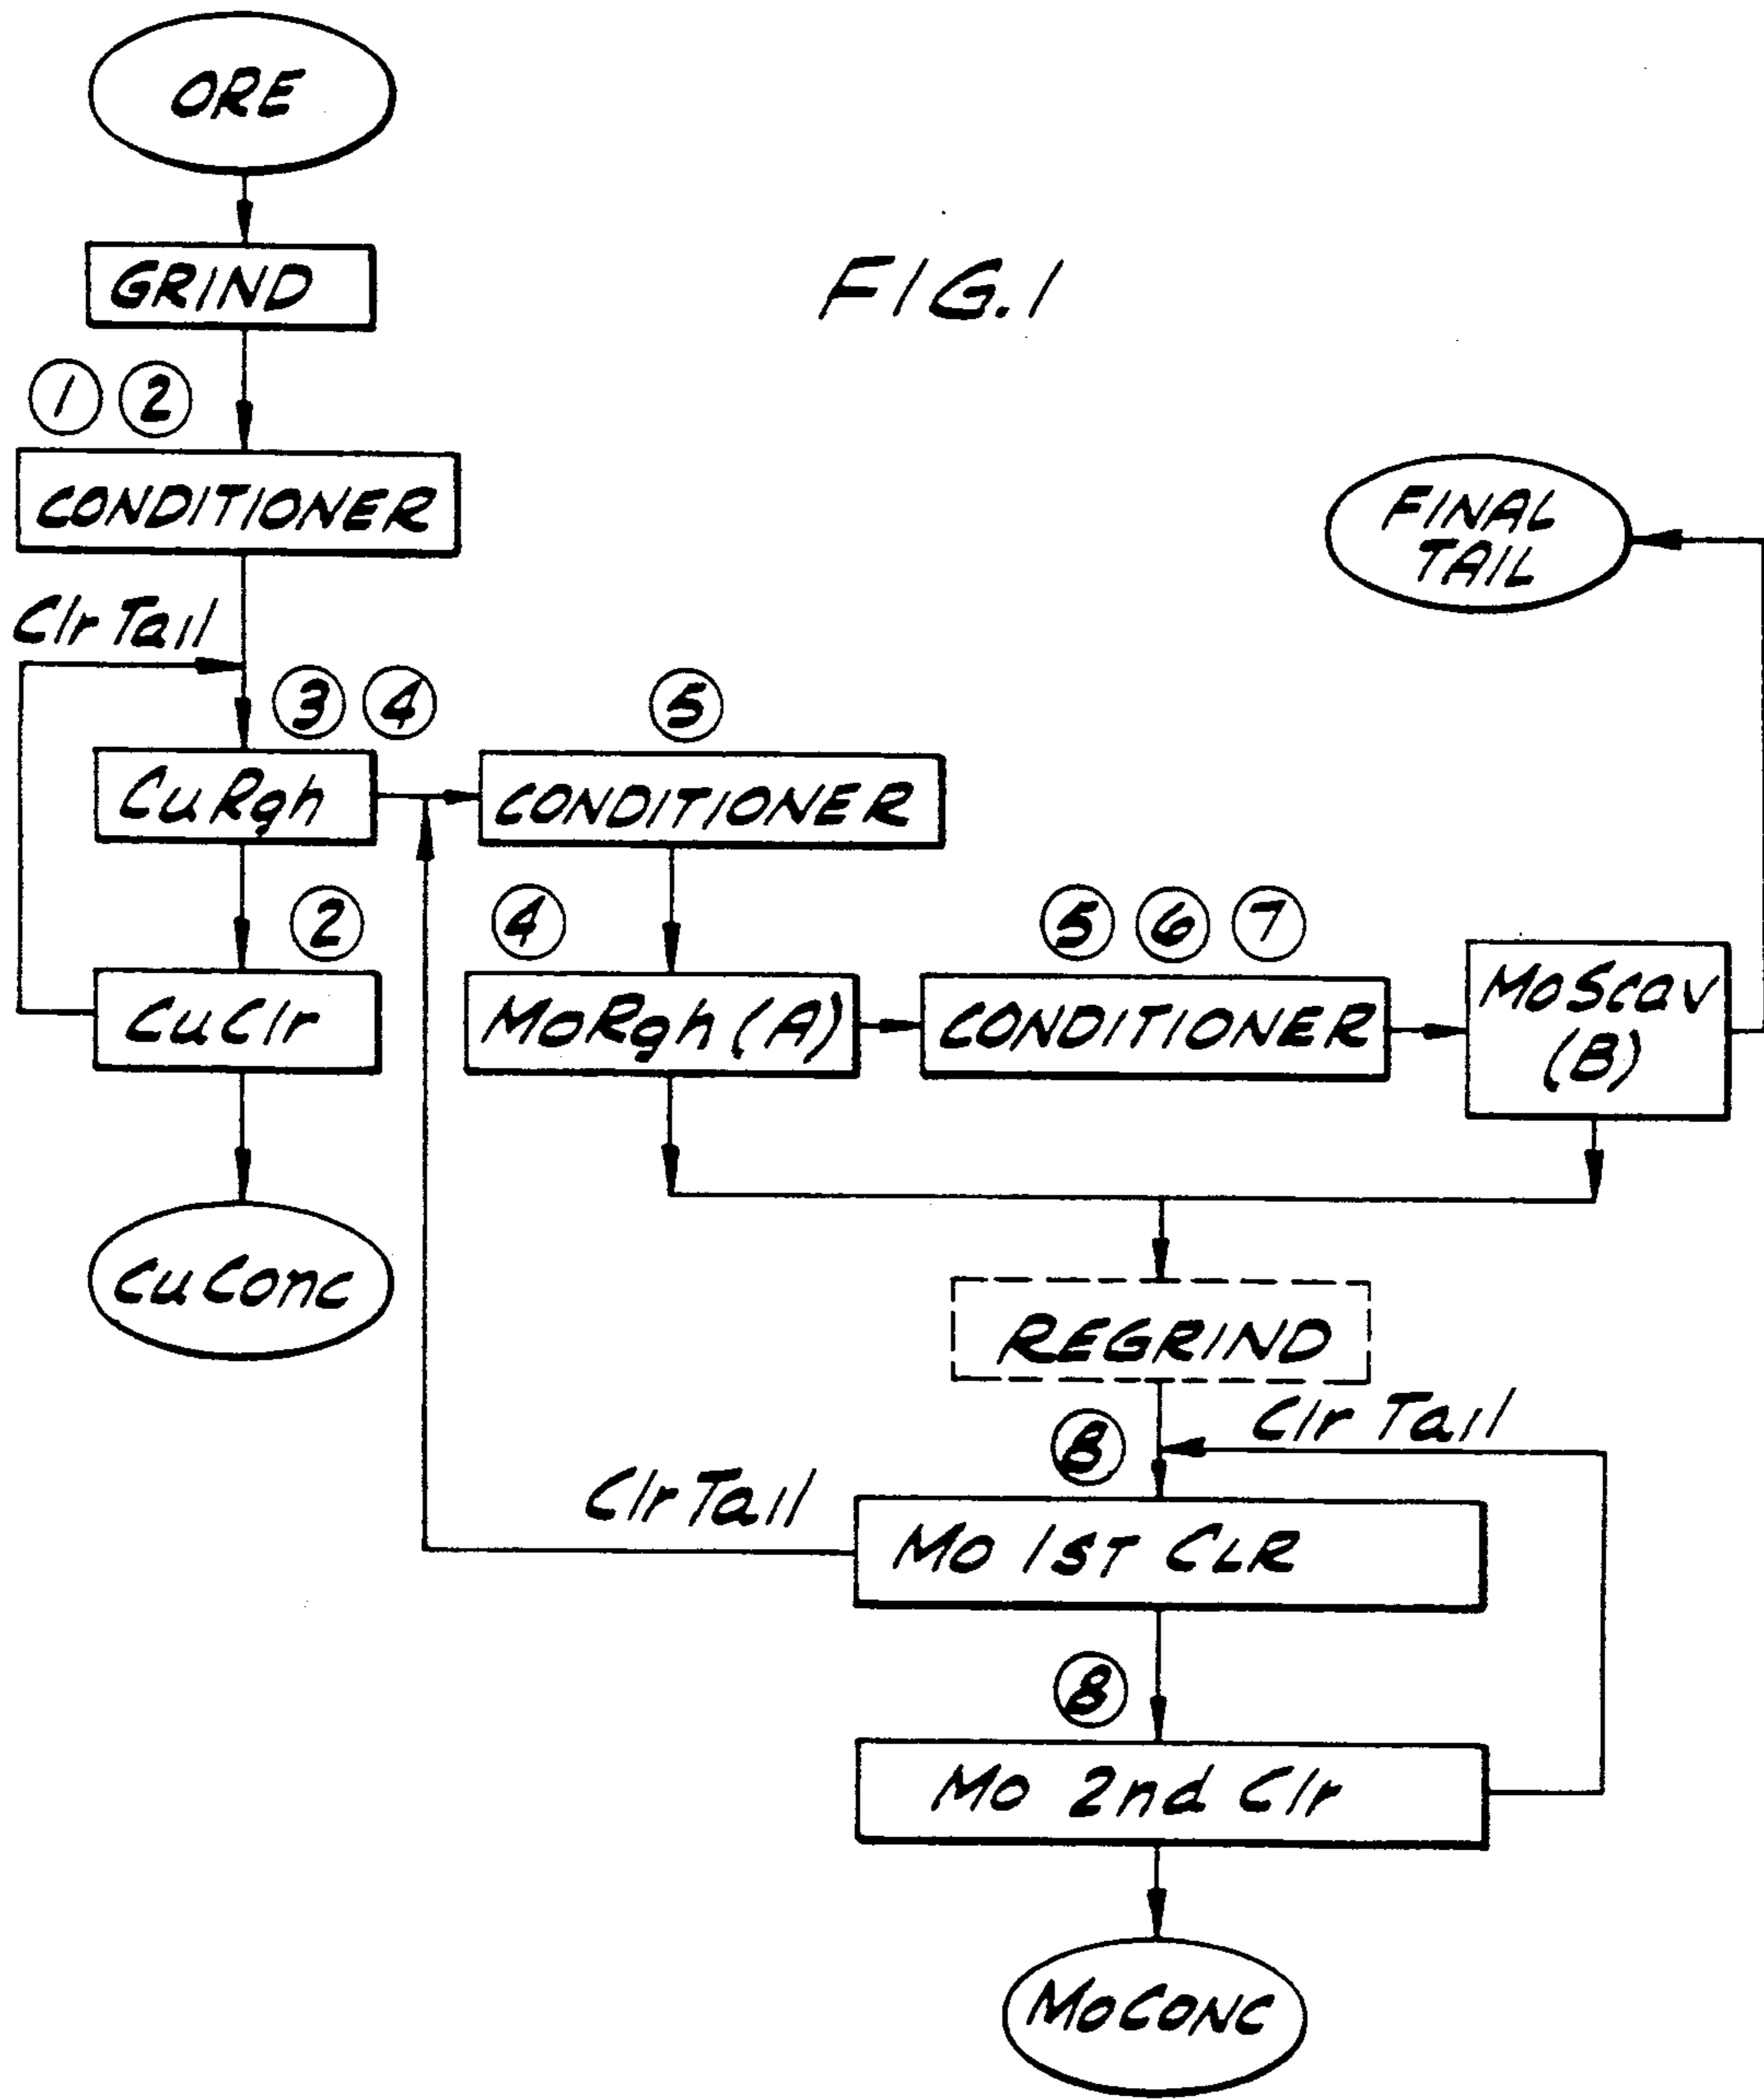 ORE
GRIND
FIG.1
1 2
CONDITIONER
FINAL
TAIL
Clr Tail
3 4
5
CuRgh
CONDITIONER
2
4
5 6 7
CuClr
MoRgh (A)
CONDITIONER
MoScav
(B)
CuConc
REGRIND
Clr Tail
8
Clr Tail
Mo 1ST CLR
8
Mo 2nd Clr
MoCONC